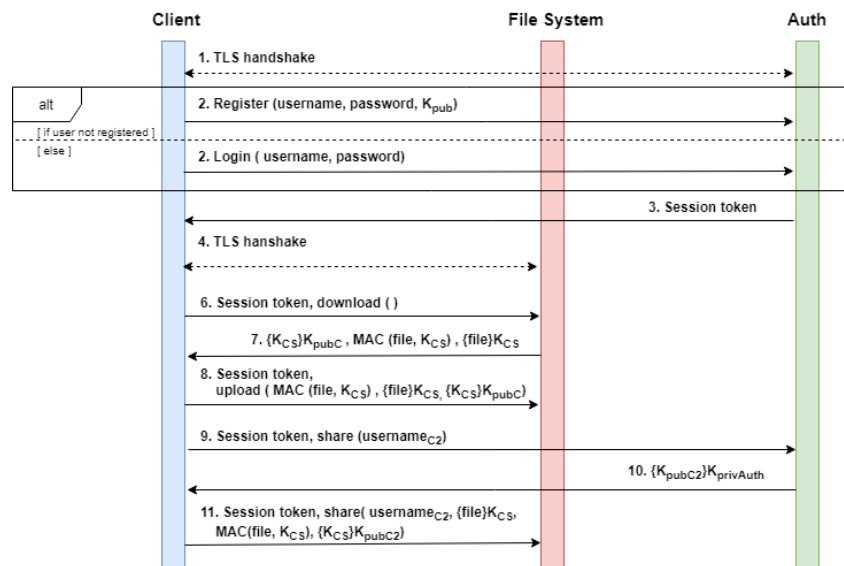 Client File System Auth
1. TLS handshake
alt
2. Register (username, password, Kpub)
[ if user not registered ]
[ else ]
2. Login ( username, password)
3. Session token
4. TLS hanshake
6. Session token, download ( )
7. {KCS}KpubC , MAC (file, KCS) , {file}KCS
8. Session token,
upload ( MAC (file, KCS) , {file}KCS, {KCS}KpubC)
9. Session token, share (usernameC2)
10. {KpubC2}KprivAuth
11. Session token, share( usernameC2, {file}KCS,
MAC(file, KCS), {KCS}KpubC2)